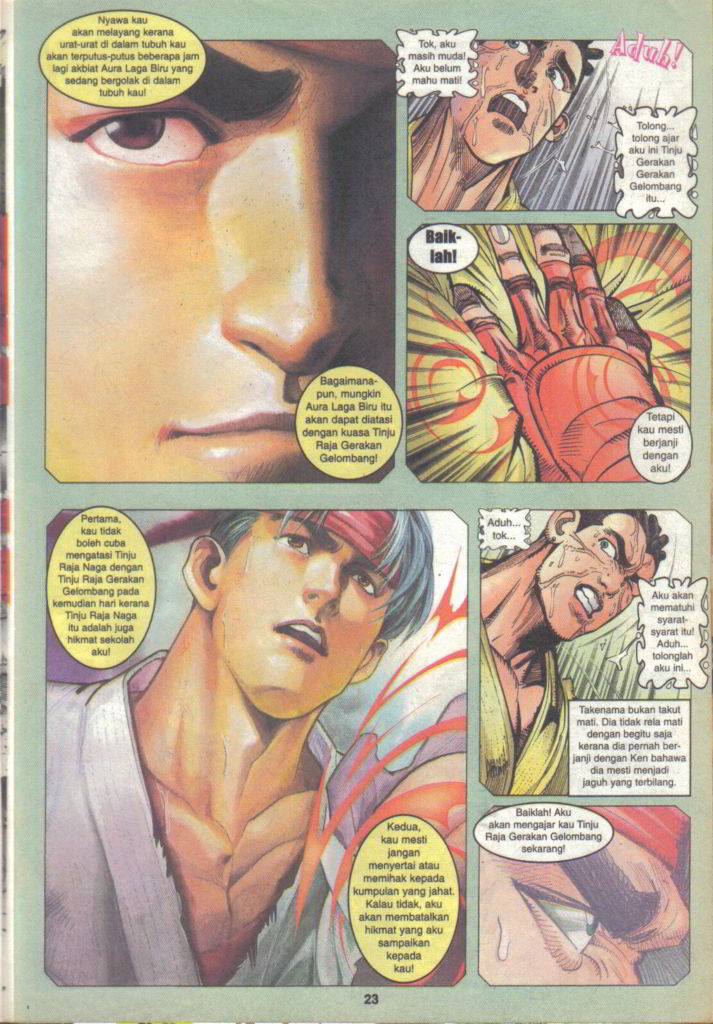 Nyawa kau
akan melayang kerana
urat-urat di dalam tubuh kau
akan terputus-putus beberapa jam
lagi akbiat Aura Laga Biru yang
sedang bergolak di dalam
tubuh kau!
Bagaimana-
pun, mungkin
Aura Laga Biru itu
akan dapat diatasi
dengan kuasa Tinju
Raja Gerakan
Gelombang!
Tok, aku
masih muda!
Aku belum
mahu mati!
Aduh!
Tolong...
tolong ajar
aku ini Tinju
Gerakan
Gerakan
Gelombang
itu...
Baik-
lah!
Tetapi
kau mesti
berjanji
dengan
aku!
Pertama,
kau tidak
boleh cuba
mengatasi Tinju
Raja Naga dengan
Tinju Raja Gerakan
Gelombang pada
kemudian hari kerana
Tinju Raja Naga
itu adalah juga
hikmat sekolah
aku!
Kedua,
kau mesti
jangan
menyertai atau
memihak kepada
kumpulan yang jahat.
Kalau tidak, aku
akan membatalkan
hikmat yang aku
sampaikan
kepada
kau!
Aduh...
tok...
Aku akan
mematuhi
syarat-
syarat itu!
Aduh...
tolonglah
aku ini...
Takenama bukan takut
mati. Dia tidak rela mati
dengan begitu saja
kerana dia pernah ber-
janji dengan Ken bahawa
dia mesti menjadi
jaguh yang terbilang.
Baiklah! Aku
akan mengajar kau Tinju
Raja Gerakan Gelombang
sekarang!
23